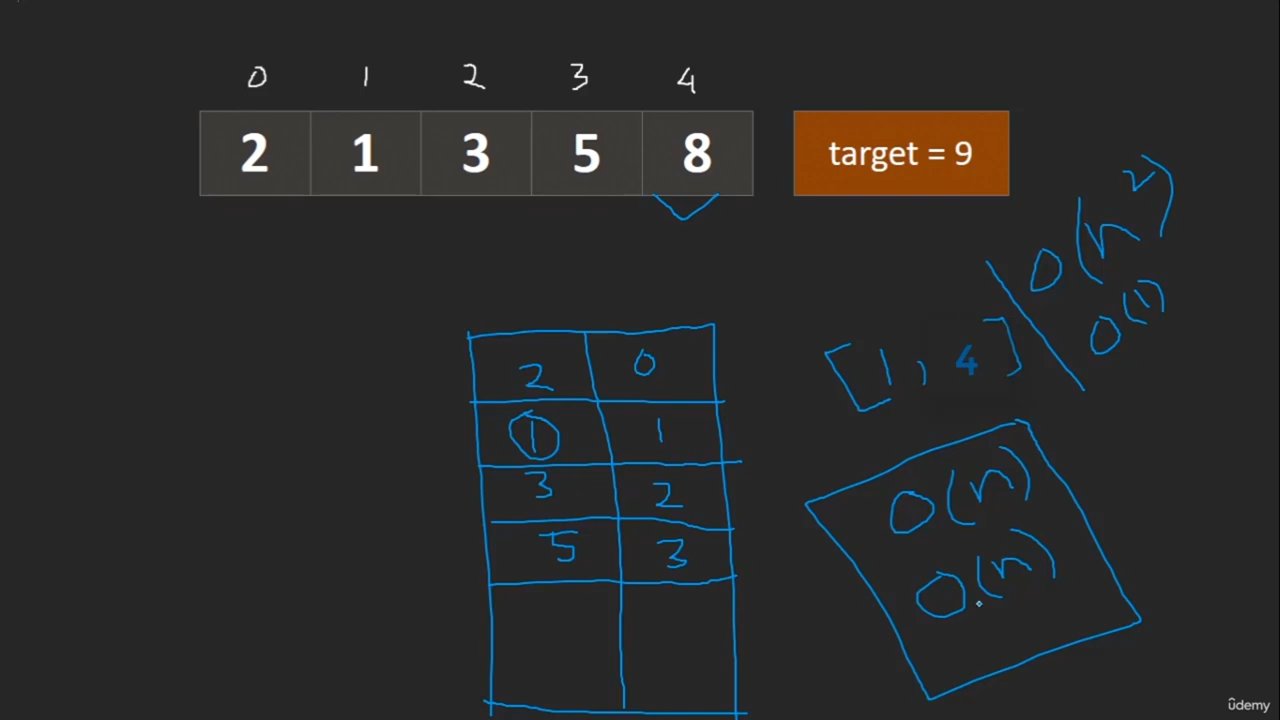 0 1 2 3 4
2 1 3 5 8
target = 9
O(n²)
O(1)
[1, 4]
2 0
1 1
3 2
5 3
O(n)
O(n)
ûdemy